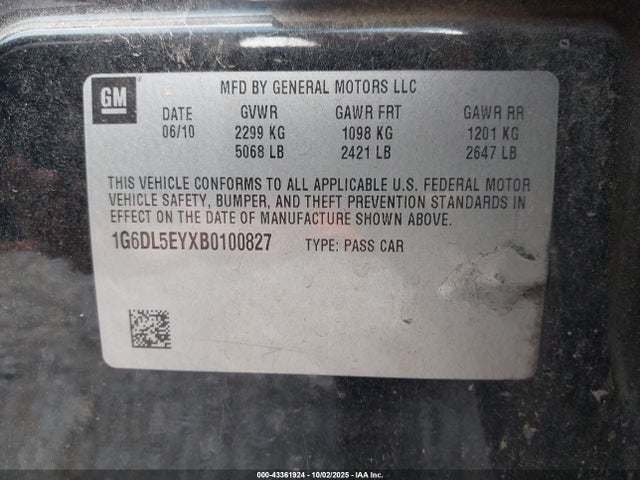 GM
MFD BY GENERAL MOTORS LLC
DATE GVWR GAWR FRT GAWR RR
06/10 2299 KG 1098 KG 1201 KG
5068 LB 2421 LB 2647 LB
THIS VEHICLE CONFORMS TO ALL APPLICABLE U.S. FEDERAL MOTOR
VEHICLE SAFETY, BUMPER, AND THEFT PREVENTION STANDARDS IN
EFFECT ON THE DATE OF MANUFACTURE SHOWN ABOVE.
1G6DL5EYXB0100827 TYPE: PASS CAR
000-43361924 | 10/02/2025 - IAA Inc.